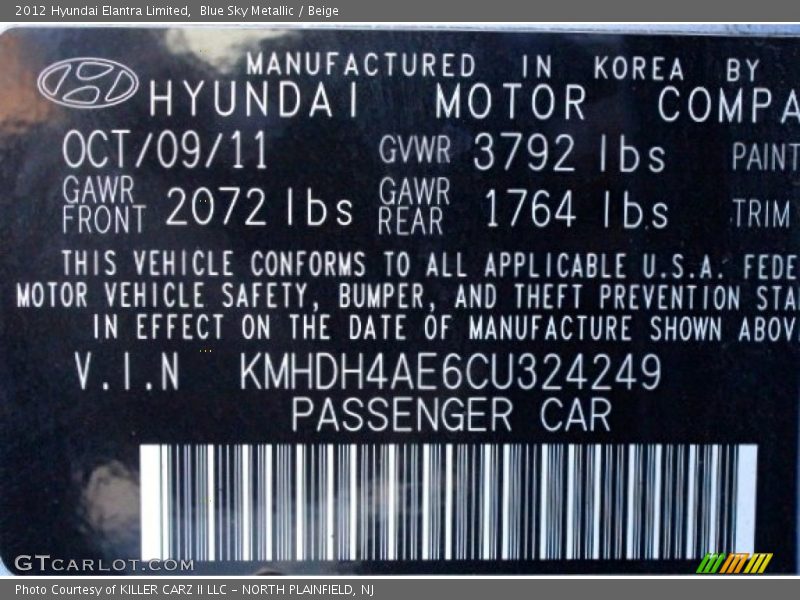 2012 Hyundai Elantra Limited,  Blue Sky Metallic / Beige
MANUFACTURED IN KOREA BY
HYUNDAI MOTOR COMPA
OCT/09/11 GVWR 3792 lbs PAINT
GAWR FRONT 2072 lbs GAWR REAR 1764 lbs TRIM
THIS VEHICLE CONFORMS TO ALL APPLICABLE U.S.A. FEDE
MOTOR VEHICLE SAFETY, BUMPER, AND THEFT PREVENTION STA
IN EFFECT ON THE DATE OF MANUFACTURE SHOWN ABOV
V.I.N KMHDH4AE6CU324249
PASSENGER CAR
GTCARLOT.COM
Photo Courtesy of KILLER CARZ II LLC - NORTH PLAINFIELD, NJ